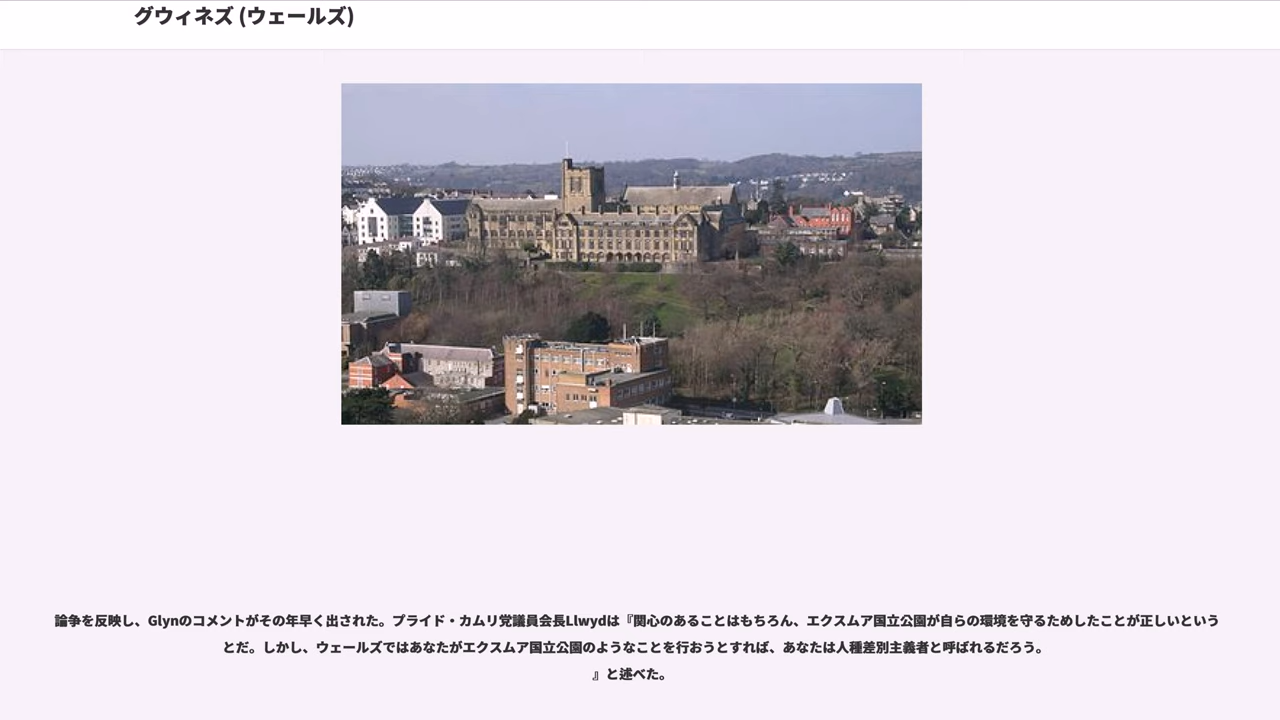 グウィネズ (ウェールズ)
論争を反映し、Glynのコメントがその年早く出された。プライド・カムリ党議員会長Llwydは『関心のあることはもちろん、エクスムア国立公園が自らの環境を守るためしたことが正しいという
とだ。しかし、ウェールズではあなたがエクスムア国立公園のようなことを行おうとすれば、あなたは人種差別主義者と呼ばれるだろう。
』と述べた。